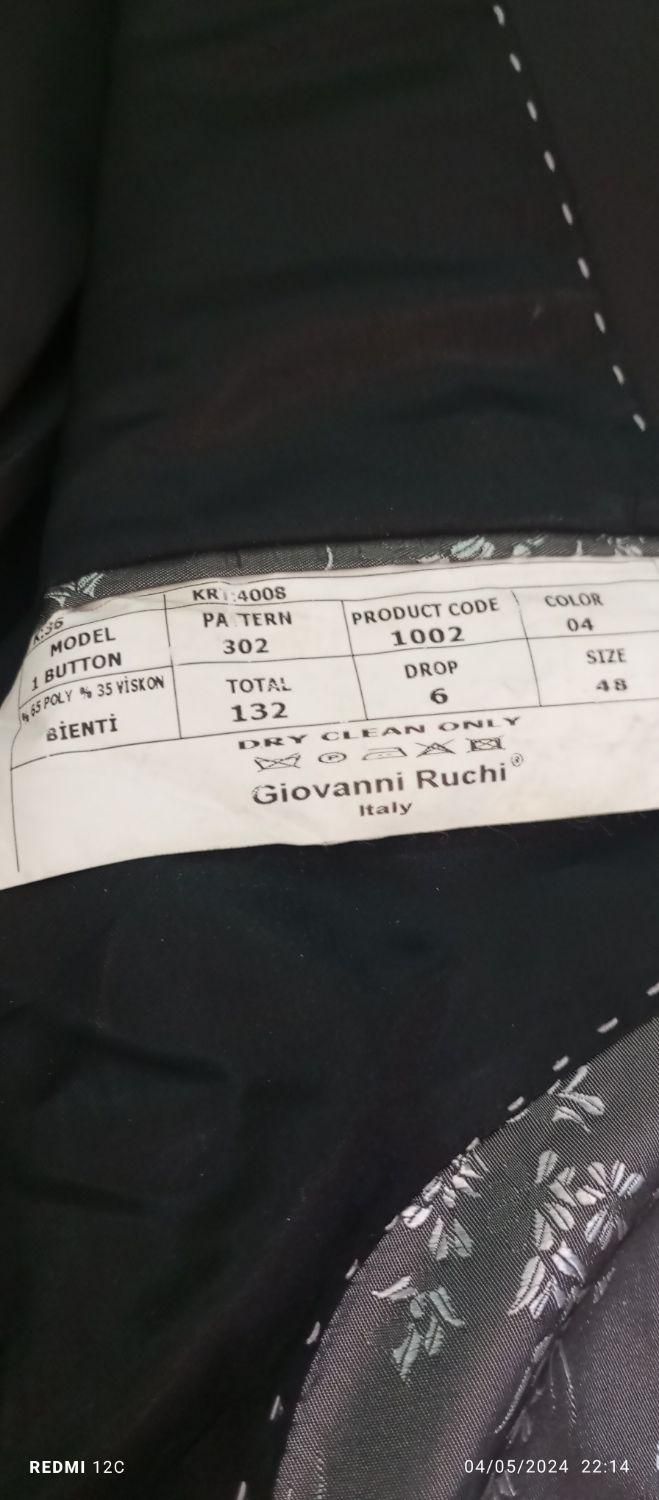 K:36 KRT:4008
MODEL PATTERN PRODUCT CODE COLOR
1 BUTTON 302 1002 04
% 65 POLY % 35 VİSKON TOTAL DROP SIZE
BİENTİ 132 6 48
DRY CLEAN ONLY
Giovanni Ruchi®
Italy
REDMI 12C 04/05/2024 22:14